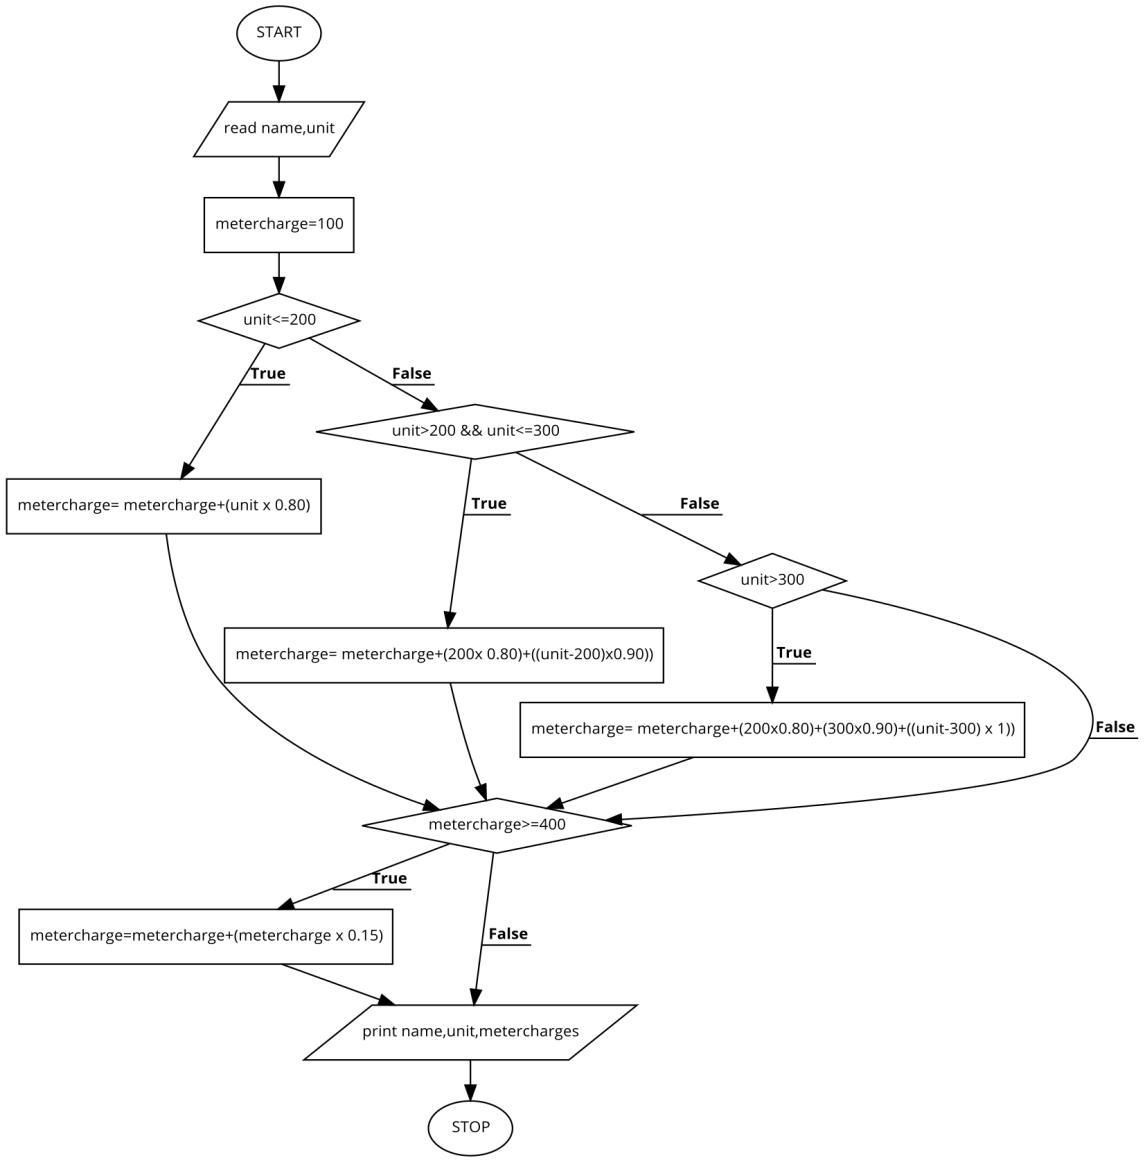 START
read name,unit
metercharge=100
unit<=200
True
False
unit>200 && unit<=300
metercharge= metercharge+(unit x 0.80)
True
False
unit>300
metercharge= metercharge+(200x 0.80)+((unit-200)x0.90))
True
metercharge= metercharge+(200x0.80)+(300x0.90)+((unit-300) x 1))
False
metercharge>=400
True
metercharge=metercharge+(metercharge x 0.15)
False
print name,unit,metercharges
STOP